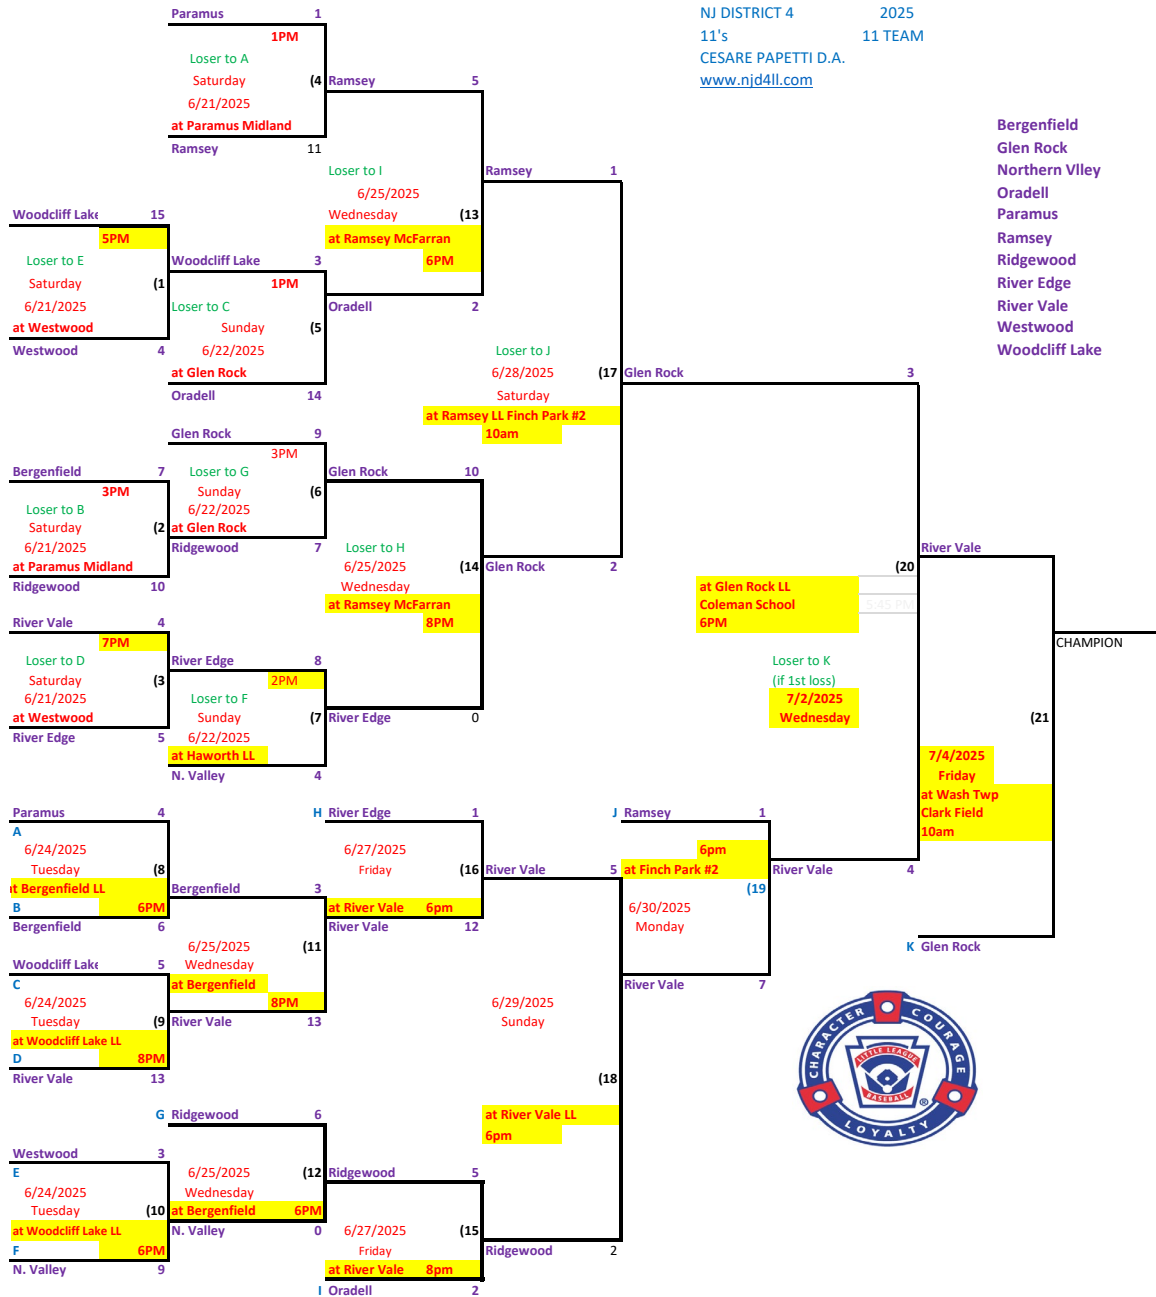 NJ DISTRICT 4 2025
11's 11 TEAM
CESARE PAPETTI D.A.
www.njd4ll.com
Bergenfield
Glen Rock
Northern Vlley
Oradell
Paramus
Ramsey
Ridgewood
River Edge
River Vale
Westwood
Woodcliff Lake
Paramus 1
1PM
Loser to A
Saturday (4
6/21/2025
at Paramus Midland
Ramsey 11
Woodcliff Lake 15
5PM
Loser to E
Saturday (1
6/21/2025
at Westwood
Westwood 4
Woodcliff Lake 3
1PM
Loser to C
Sunday (5
6/22/2025
at Glen Rock
Oradell 14
Ramsey 5
Loser to I
6/25/2025
Wednesday (13
at Ramsey McFarran
6PM
Oradell 2
Glen Rock 9
3PM
Loser to G
Sunday (6
6/22/2025
at Glen Rock
Ridgewood 7
Bergenfield 7
3PM
Loser to B
Saturday (2
6/21/2025
at Paramus Midland
Ridgewood 10
River Vale 4
7PM
Loser to D
Saturday (3
6/21/2025
at Westwood
River Edge 5
River Edge 8
2PM
Loser to F
Sunday (7
6/22/2025
at Haworth LL
N. Valley 4
Glen Rock 10
Loser to H
6/25/2025 (14
Wednesday
at Ramsey McFarran
8PM
River Edge 0
Ramsey 1
Loser to J
6/28/2025 (17
Saturday
at Ramsey LL Finch Park #2
10am
Glen Rock 2
Glen Rock 3
(20
at Glen Rock LL
Coleman School 5:45 PM
6PM
Loser to K
(if 1st loss)
7/2/2025
Wednesday
River Vale 4
River Vale
CHAMPION
(21
7/4/2025
Friday
at Wash Twp
Clark Field
10am
K Glen Rock
Paramus 4
A
6/24/2025
Tuesday (8
at Bergenfield LL
B 6PM
Bergenfield 6
Woodcliff Lake 5
C
6/24/2025
Tuesday (9
at Woodcliff Lake LL
D 8PM
River Vale 13
Bergenfield 3
6/25/2025 (11
Wednesday
at Bergenfield
8PM
River Vale 13
H River Edge 1
6/27/2025
Friday (16
at River Vale 6pm
River Vale 12
J Ramsey 1
6pm
at Finch Park #2
(19
6/30/2025
Monday
River Vale 7
River Vale 5
6/29/2025
Sunday
(18
at River Vale LL
6pm
Ridgewood 2
G Ridgewood 6
6/25/2025 (12
Wednesday
at Bergenfield 6PM
N. Valley 0
Westwood 3
E
6/24/2025
Tuesday (10
at Woodcliff Lake LL
F 6PM
N. Valley 9
Ridgewood 5
6/27/2025 (15
Friday
at River Vale 8pm
I Oradell 2
CHARACTER COURAGE LOYALTY
LITTLE LEAGUE
BASEBALL
®